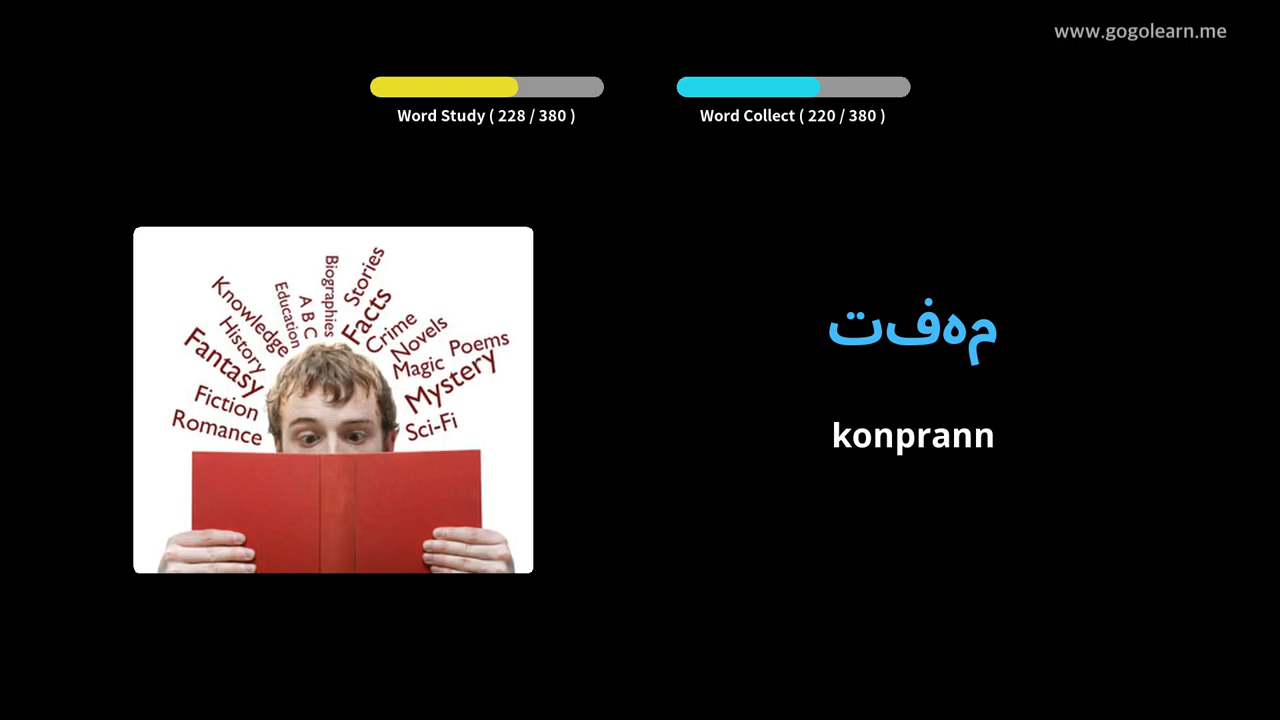 www.gogolearn.me
Word Study ( 228 / 380 )
Word Collect ( 220 / 380 )
Biographies
Stories
Education
A B C
Facts
Knowledge
History
Crime
Novels
Poems
Fantasy
Magic
Mystery
Fiction
Romance
Sci-Fi
مهفت
konprann